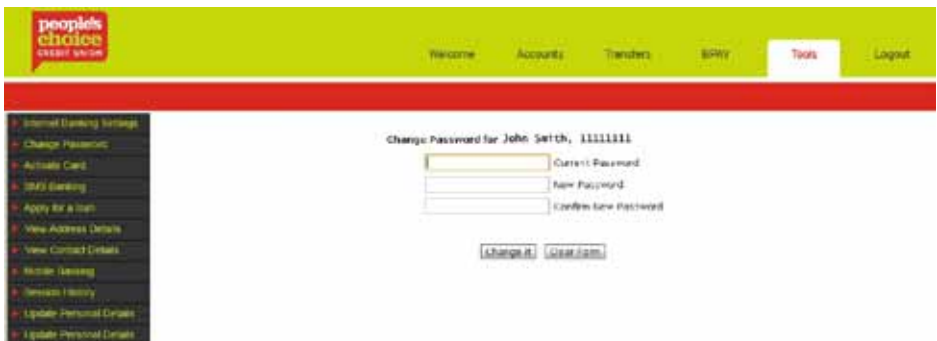 people's
choice
CREDIT UNION
Welcome Accounts Transfers BPAY Tools Logout
Internet Banking Settings
Change Password
Activate Card
SMS Banking
Apply for a loan
View Address Details
View Contact Details
Mobile Banking
Session History
Update Personal Details
Update Personal Details
Change Password for John Smith, 11111111
Current Password
New Password
Confirm New Password
Change it Clear Form